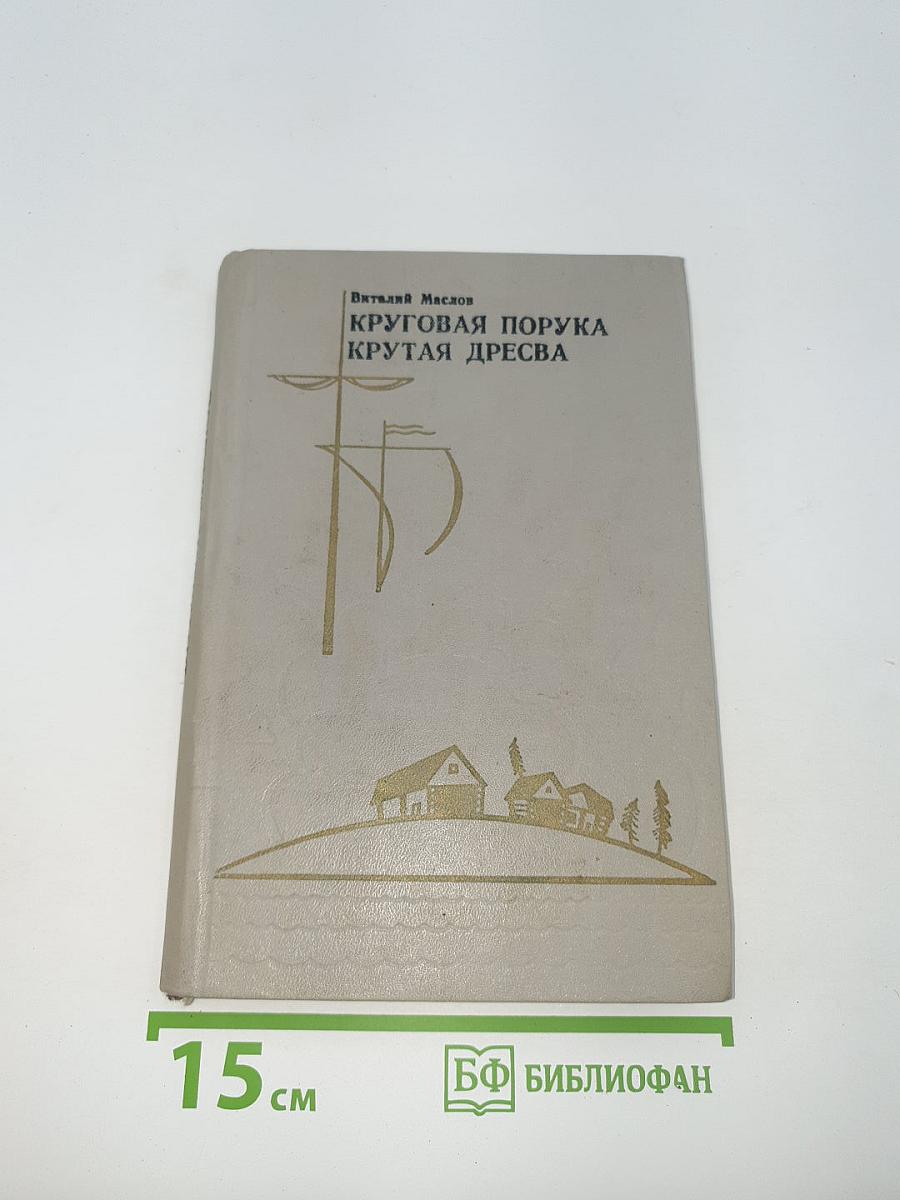 Виталий Маслов
КРУГОВАЯ ПОРУКА
КРУТАЯ ДРЕСВА
15 см
БФ БИБЛИОФАН